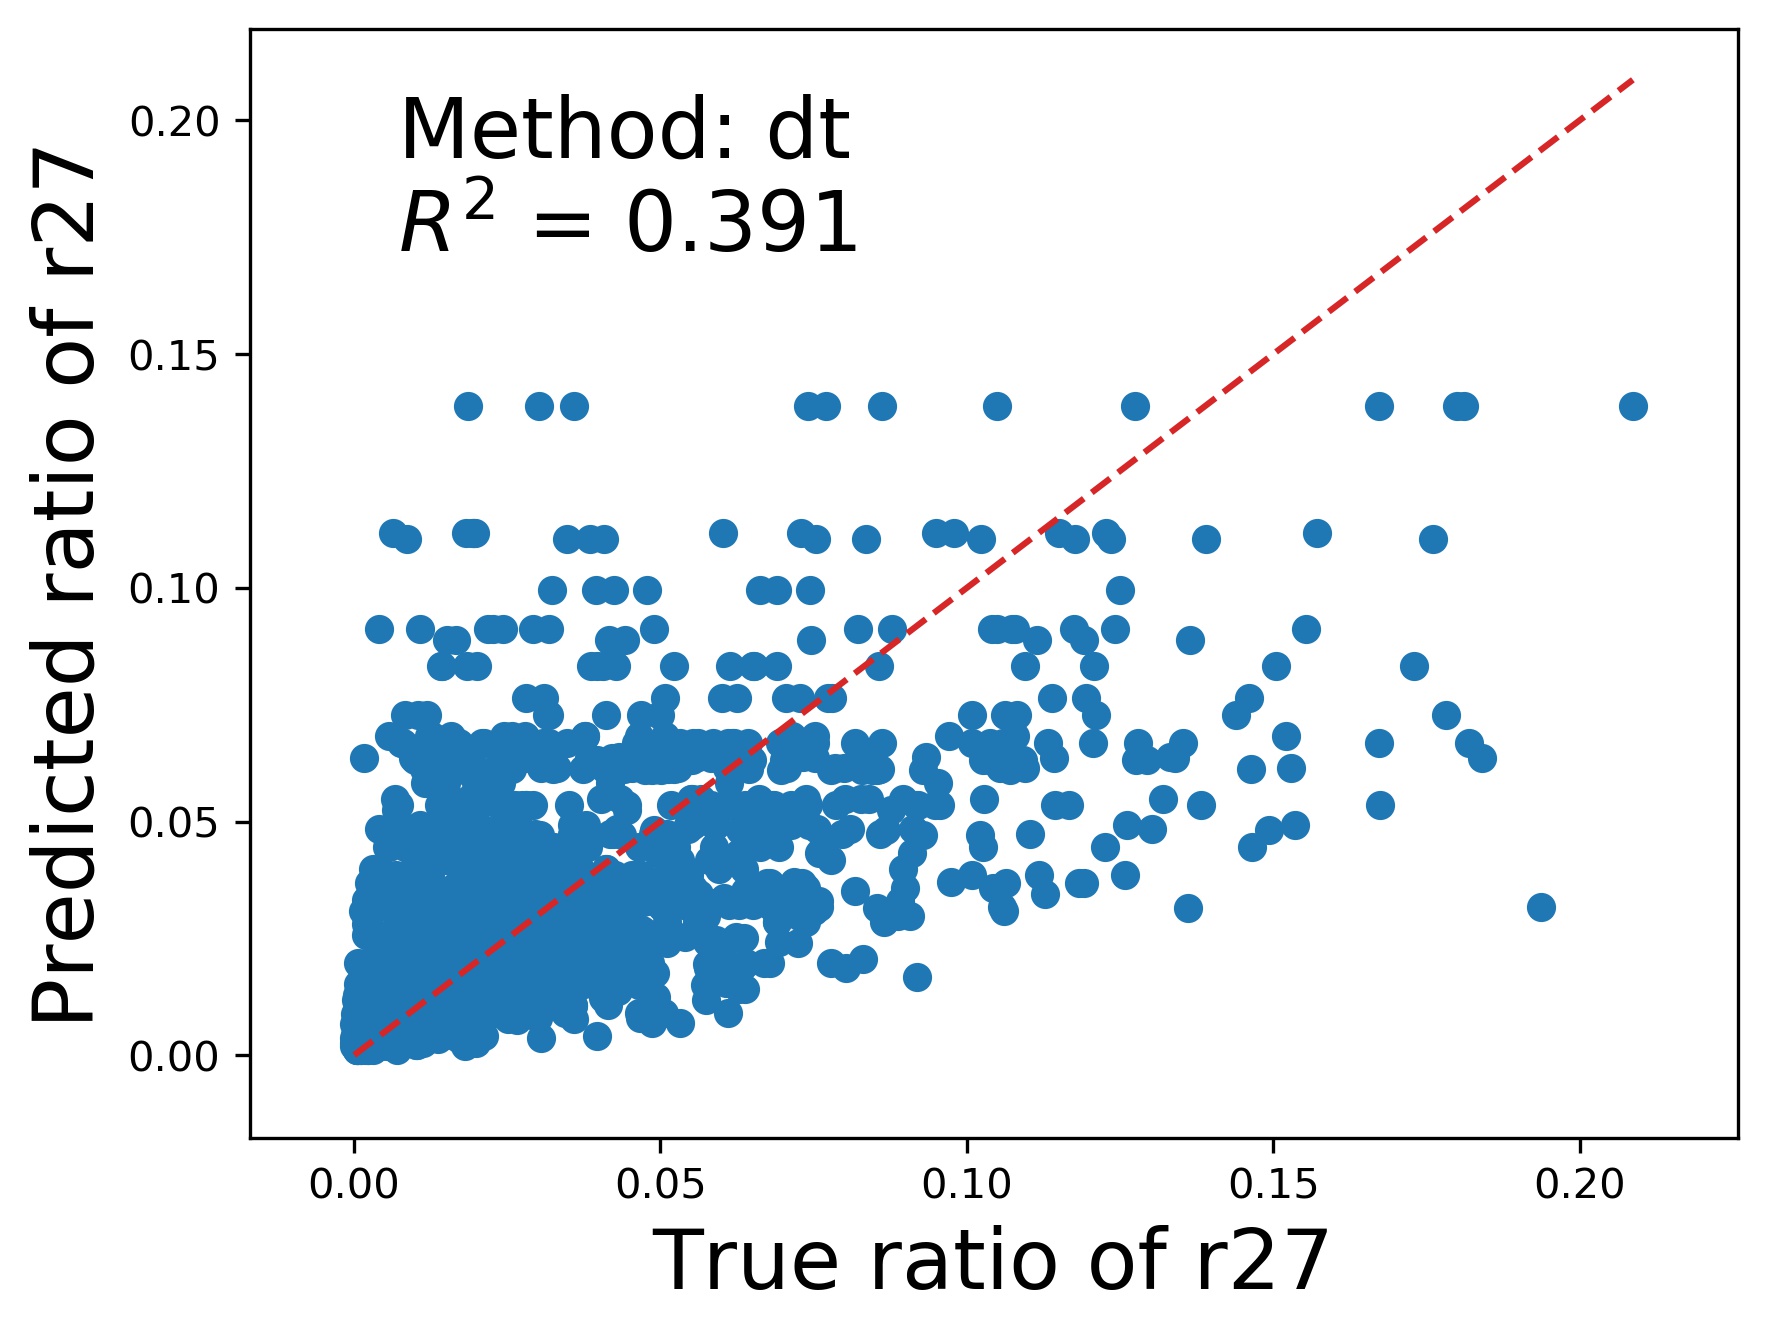 Method: dt
R² = 0.391
Predicted ratio of r27
0.20
0.15
0.10
0.05
0.00
0.00 0.05 0.10 0.15 0.20
True ratio of r27